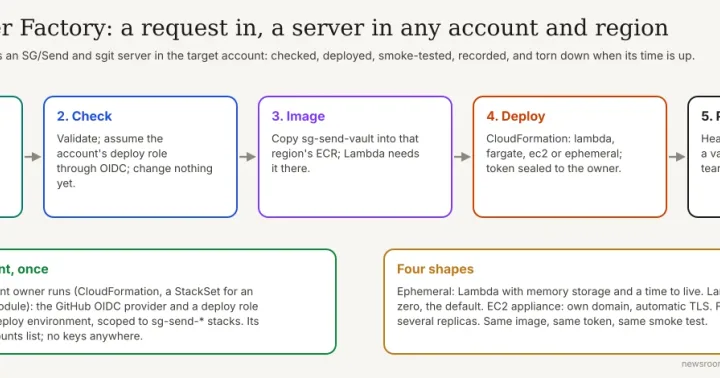 er Factory: a request in, a server in any account and region
s an SG/Send and sgit server in the target account: checked, deployed, smoke-tested, recorded, and torn down when its time is up.
2. Check
Validate; assume the
account's deploy role
through OIDC; change nothing
yet.
3. Image
Copy sg-send-vault into that
region's ECR; Lambda needs
it there.
4. Deploy
CloudFormation: lambda,
fargate, ec2 or ephemeral;
token sealed to the owner.
5.
Hea
a va
tear
nt, once
nt owner runs (CloudFormation, a StackSet for an
odule): the GitHub OIDC provider and a deploy role
eploy environment, scoped to sg-send-* stacks. Its
unts list; no keys anywhere.
Four shapes
Ephemeral: Lambda with memory storage and a time to live. La
zero, the default. EC2 appliance: own domain, automatic TLS. F
several replicas. Same image, same token, same smoke test.
newsroo